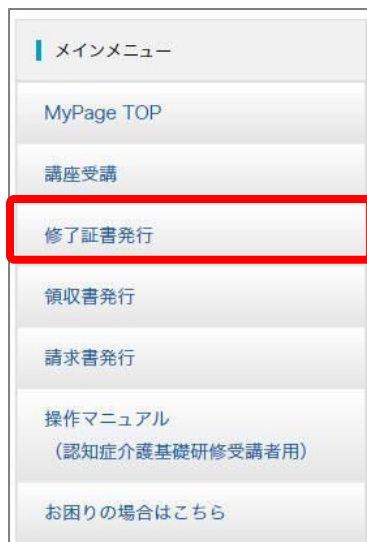 メインメニュー
MyPage TOP
講座受講
修了証書発行
領収書発行
請求書発行
操作マニュアル
（認知症介護基礎研修受講者用）
お困りの場合はこちら